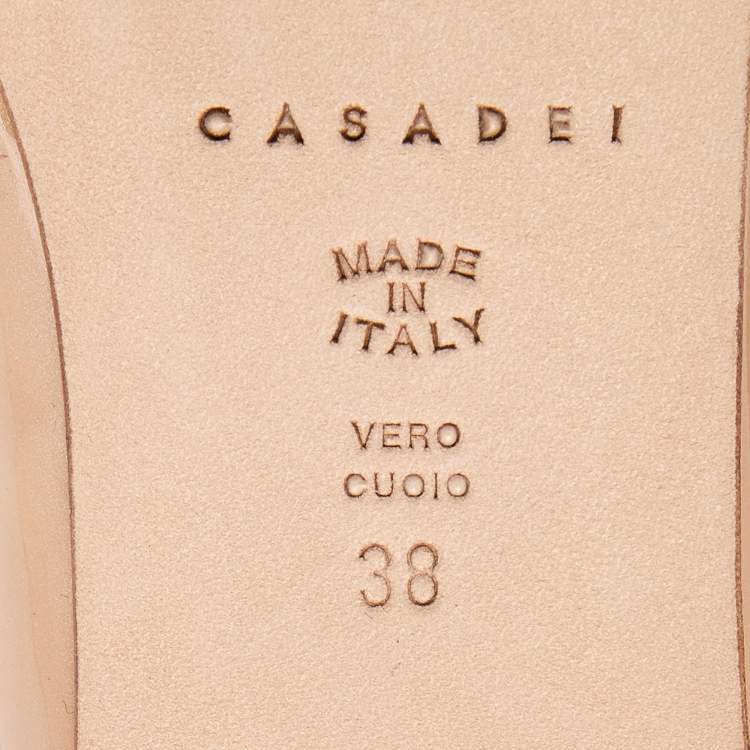 CASADEI
MADE
IN
ITALY
VERO
CUOIO
38